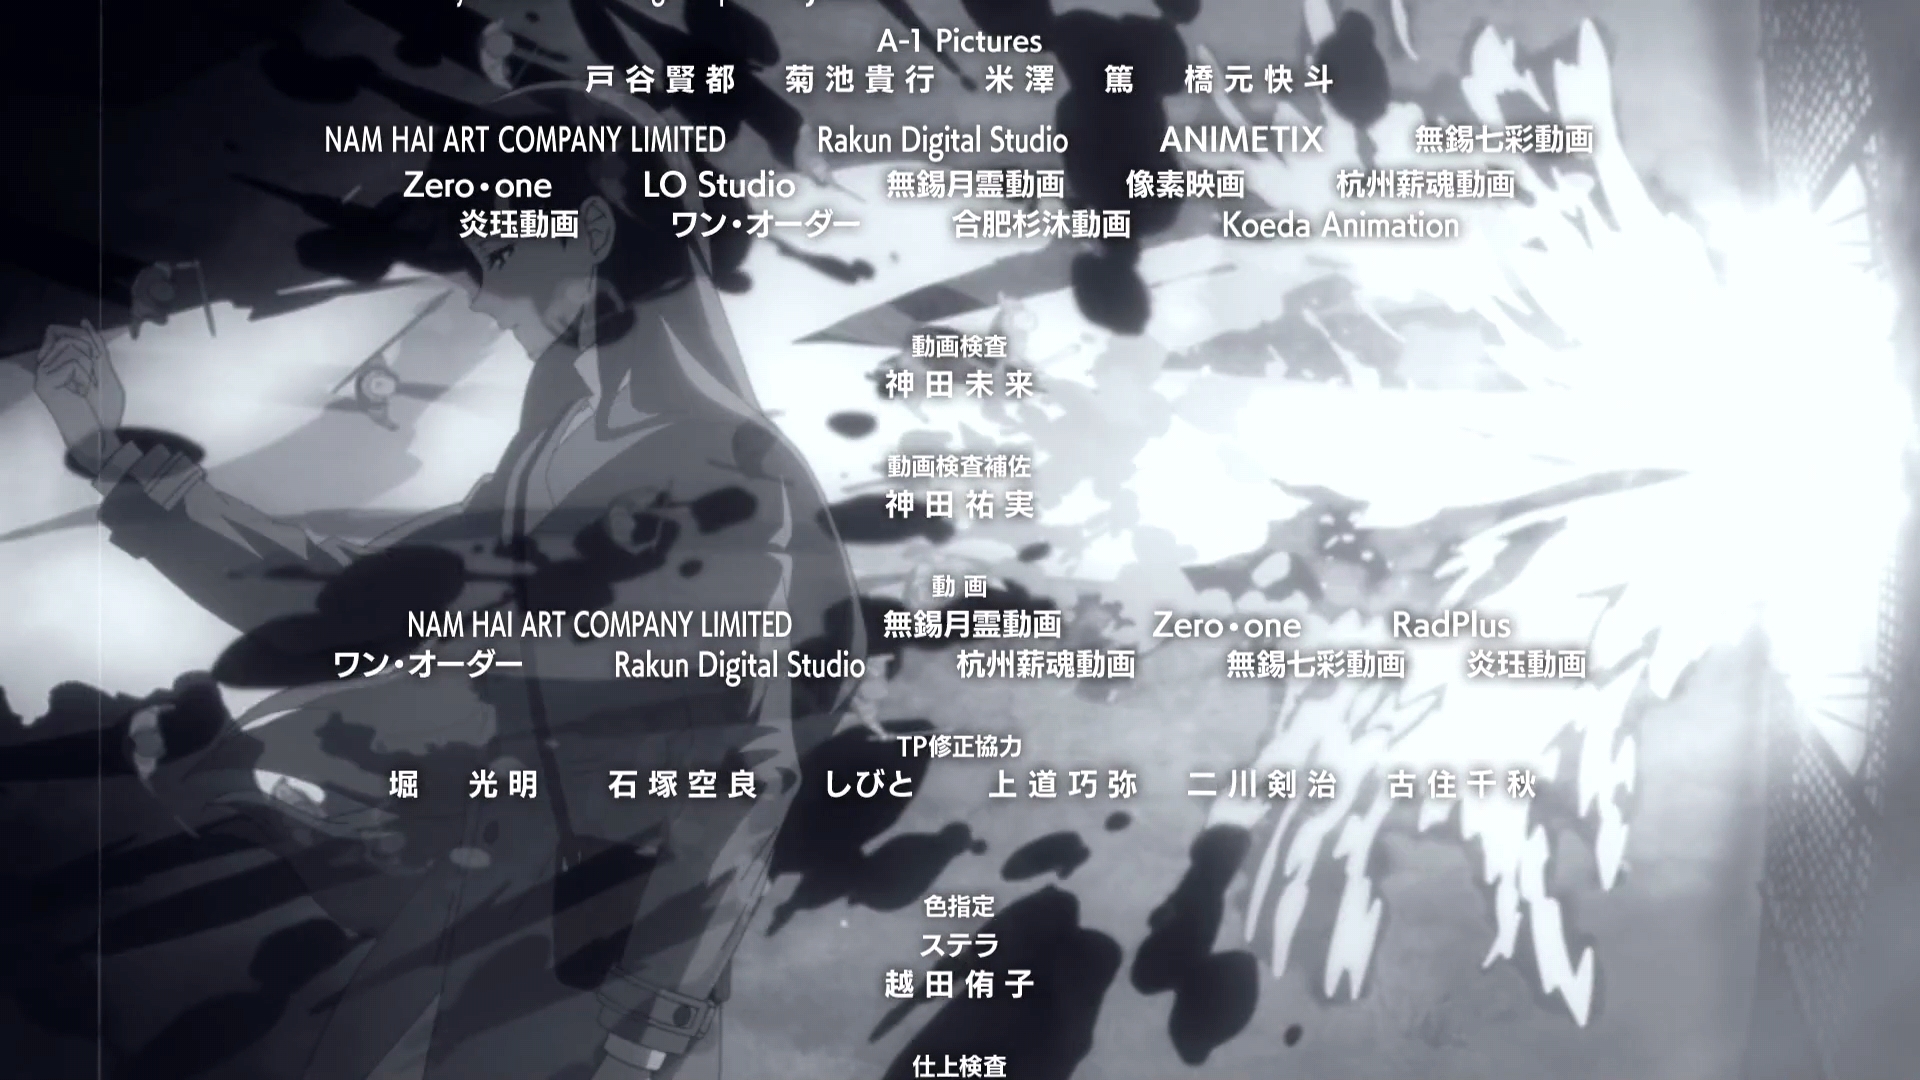 A-1 Pictures
戸谷賢都 菊池貴行 米澤 篤 橋元快斗
NAM HAI ART COMPANY LIMITED Rakun Digital Studio ANIMETIX 無錫七彩動画
Zero・one LO Studio 無錫月霊動画 像素映画 杭州薪魂動画
炎珏動画 ワン・オーダー 合肥杉沐動画 Koeda Animation
動画検査
神田未来
動画検査補佐
神田祐実
動画
NAM HAI ART COMPANY LIMITED 無錫月霊動画 Zero・one RadPlus
ワン・オーダー Rakun Digital Studio 杭州薪魂動画 無錫七彩動画 炎珏動画
TP修正協力
堀 光明 石塚空良 しびと 上道巧弥 二川剣治 古住千秋
色指定
ステラ
越田侑子
仕上検査